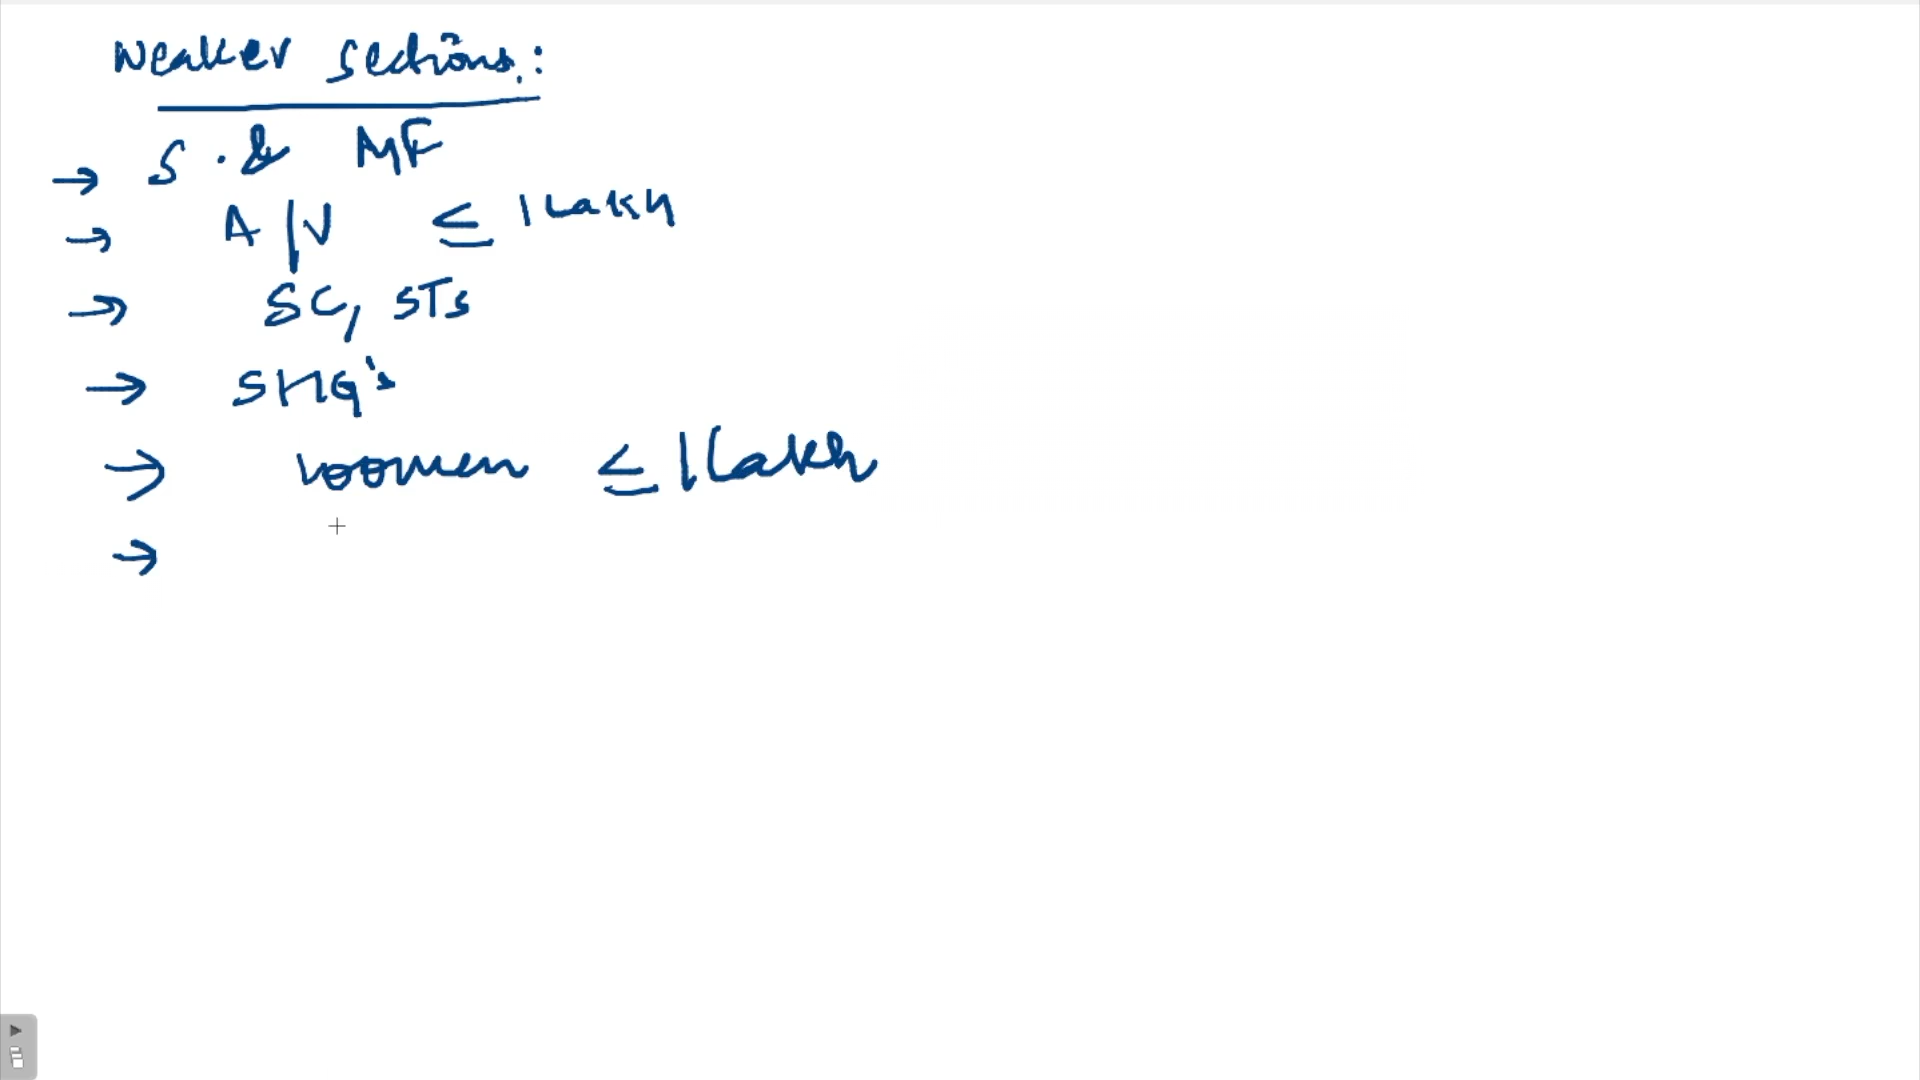 Weaker sections:
→ S. & MF
→ A/V ≤ 1 Lakh
→ SC, STs
→ SHG's
→ women ≤ 1 Lakh
→